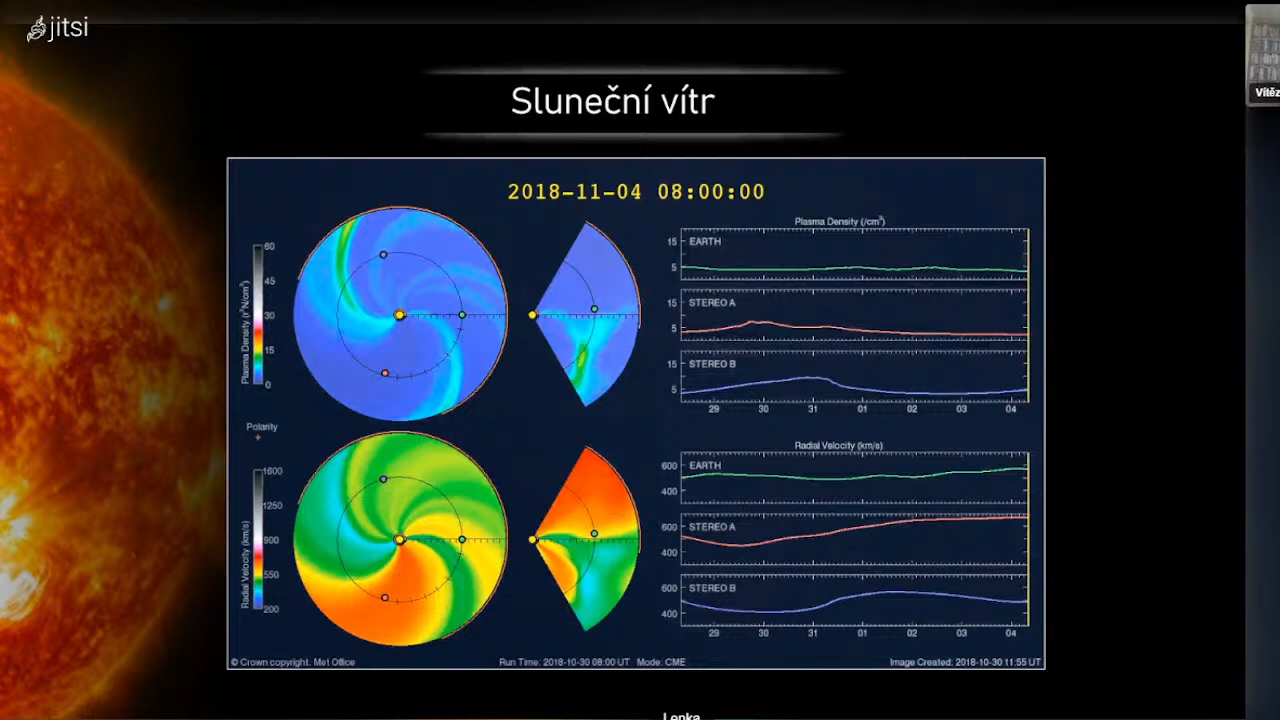 jitsi
Sluneční vítr
Vítěz
2018-11-04 08:00:00
Plasma Density (r²N/cm³)
60
45
30
15
0
Plasma Density (/cm³)
EARTH
15
5
STEREO A
15
5
STEREO B
15
5
29 30 31 01 02 03 04
Polarity
+
Radial Velocity (km/s)
1600
1250
900
550
200
Radial Velocity (km/s)
EARTH
600
400
STEREO A
600
400
STEREO B
600
400
29 30 31 01 02 03 04
© Crown copyright. Met Office
Run Time: 2018-10-30 08:00 UT Mode: CME
Image Created: 2018-10-30 11:55 UT
Lenka